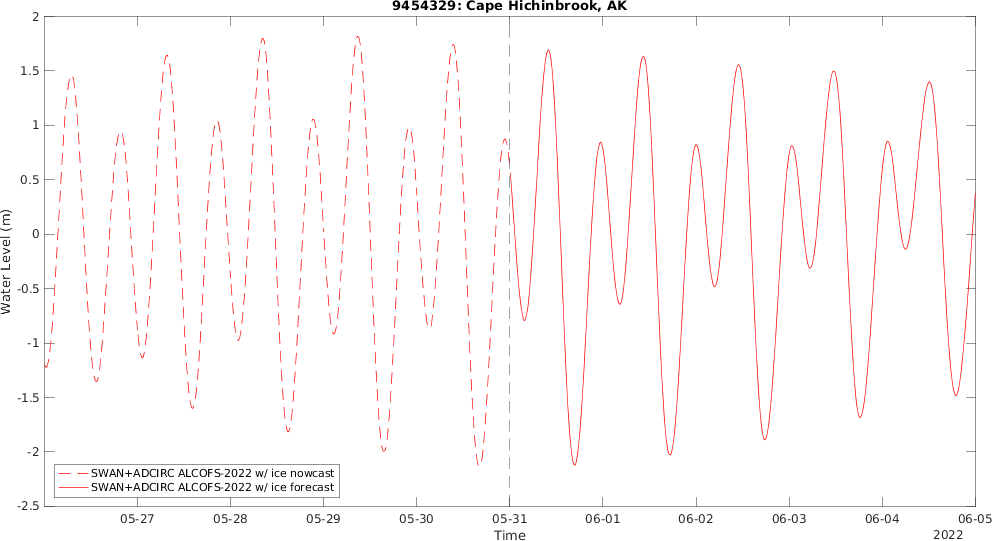 9454329: Cape Hichinbrook, AK
2
1.5
1
0.5
0
-0.5
-1
-1.5
-2
-2.5
Water Level (m)
SWAN+ADCIRC ALCOFS-2022 w/ ice nowcast
SWAN+ADCIRC ALCOFS-2022 w/ ice forecast
05-27 05-28 05-29 05-30 05-31 06-01 06-02 06-03 06-04 06-05
Time
2022